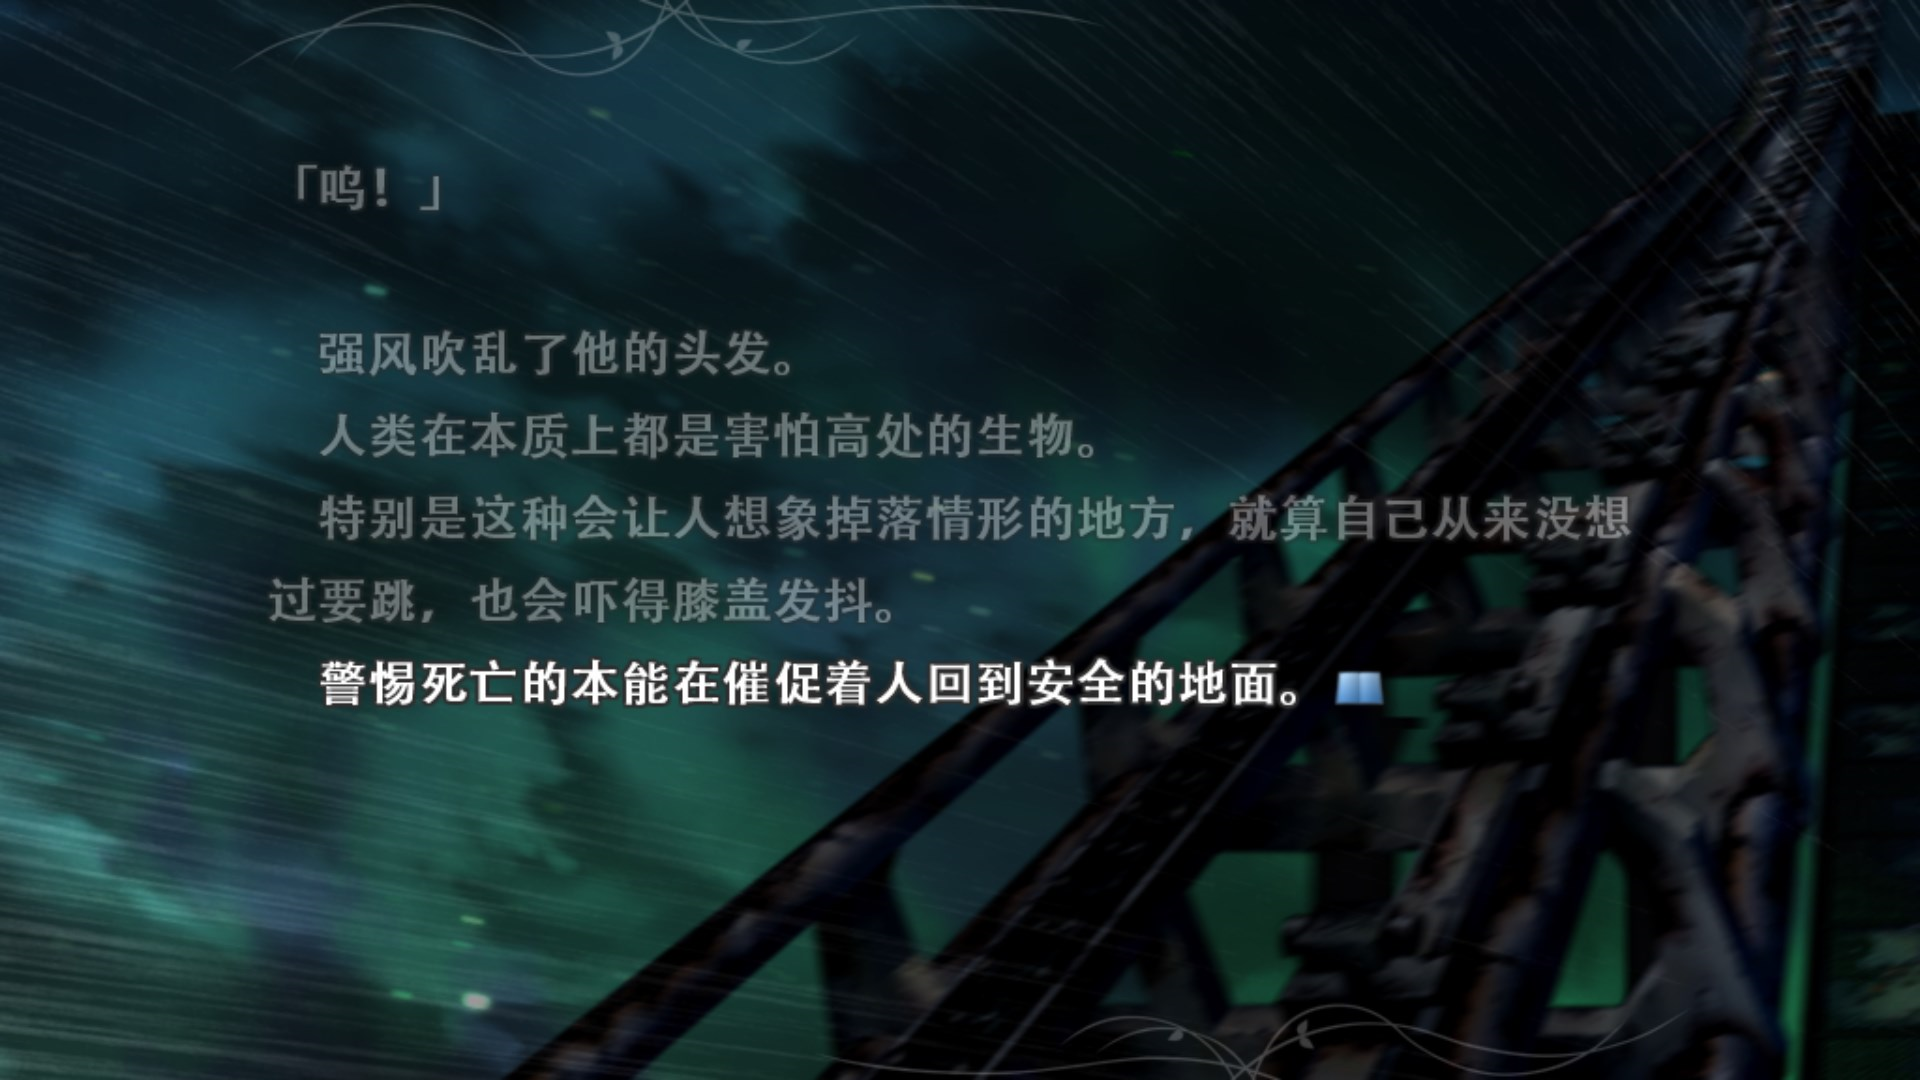 「呜！」
强风吹乱了他的头发。
人类在本质上都是害怕高处的生物。
特别是这种会让人想象掉落情形的地方，就算自己从来没想
过要跳，也会吓得膝盖发抖。
警惕死亡的本能在催促着人回到安全的地面。